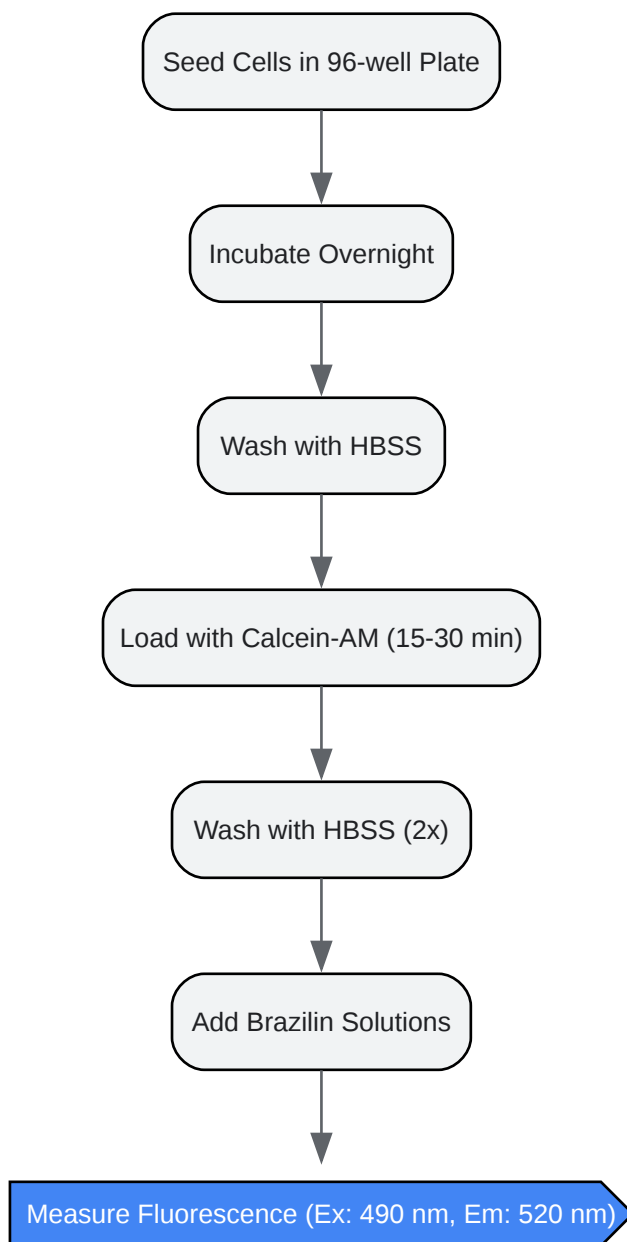 Seed Cells in 96-well Plate
Incubate Overnight
Wash with HBSS
Load with Calcein-AM (15-30 min)
Wash with HBSS (2x)
Add Brazilin Solutions
Measure Fluorescence (Ex: 490 nm, Em: 520 nm)